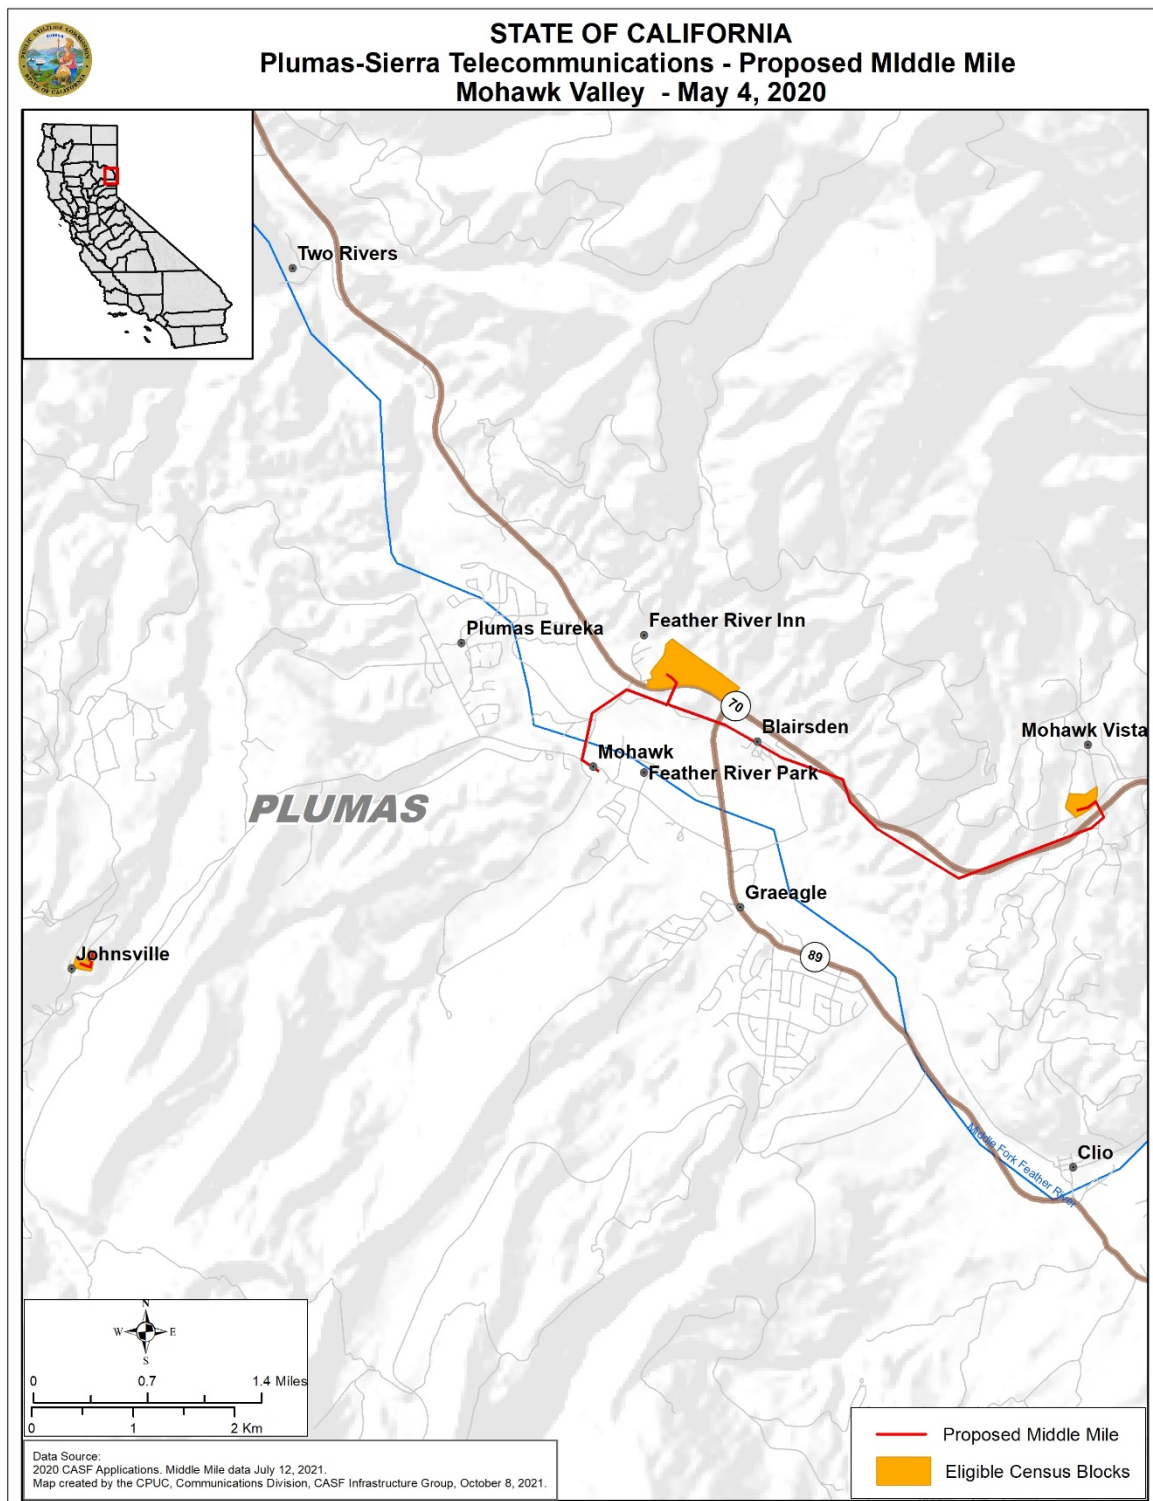 STATE OF CALIFORNIA
Plumas-Sierra Telecommunications - Proposed MIddle Mile
Mohawk Valley - May 4, 2020
Two Rivers
Feather River Inn
Plumas Eureka
70
Blairsden
Mohawk Vista
Mohawk
Feather River Park
PLUMAS
Graeagle
Johnsville
89
Middle Fork Feather River
Clio
N
W E
S
0 0.7 1.4 Miles
0 1 2 Km
Proposed Middle Mile
Eligible Census Blocks
Data Source:
2020 CASF Applications. Middle Mile data July 12, 2021.
Map created by the CPUC, Communications Division, CASF Infrastructure Group, October 8, 2021.